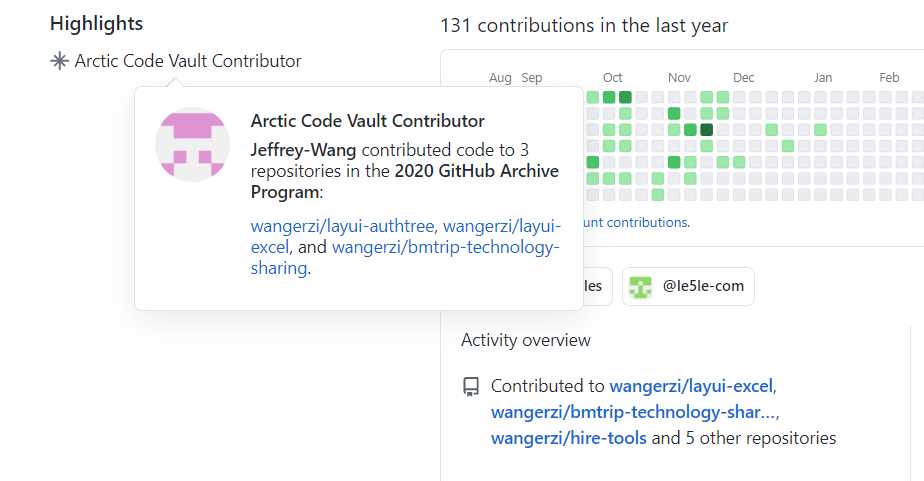 Highlights
Arctic Code Vault Contributor
Arctic Code Vault Contributor
Jeffrey-Wang contributed code to 3
repositories in the 2020 GitHub Archive
Program:
wangerzi/layui-authtree, wangerzi/layui-
excel, and wangerzi/bmtrip-technology-
sharing.
131 contributions in the last year
Aug Sep Oct Nov Dec Jan Feb
unt contributions.
les
@le5le-com
Activity overview
Contributed to wangerzi/layui-excel,
wangerzi/bmtrip-technology-shar...,
wangerzi/hire-tools and 5 other repositories